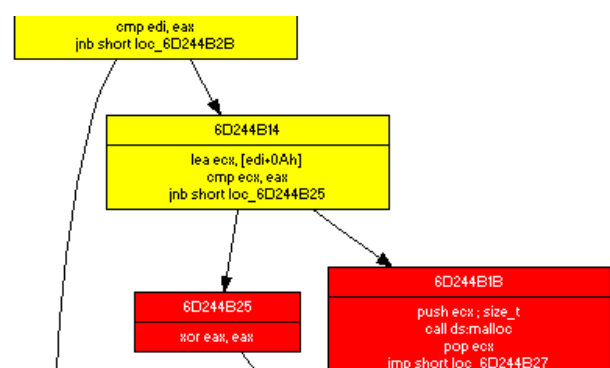 cmp edi, eax
jnb short loc_6D244B2B
6D244B14
lea ecx, [edi+0Ah]
cmp ecx, eax
jnb short loc_6D244B25
6D244B25
xor eax, eax
6D244B1B
push ecx ; size_t
call ds:malloc
pop ecx
jmp short loc_6D244B27